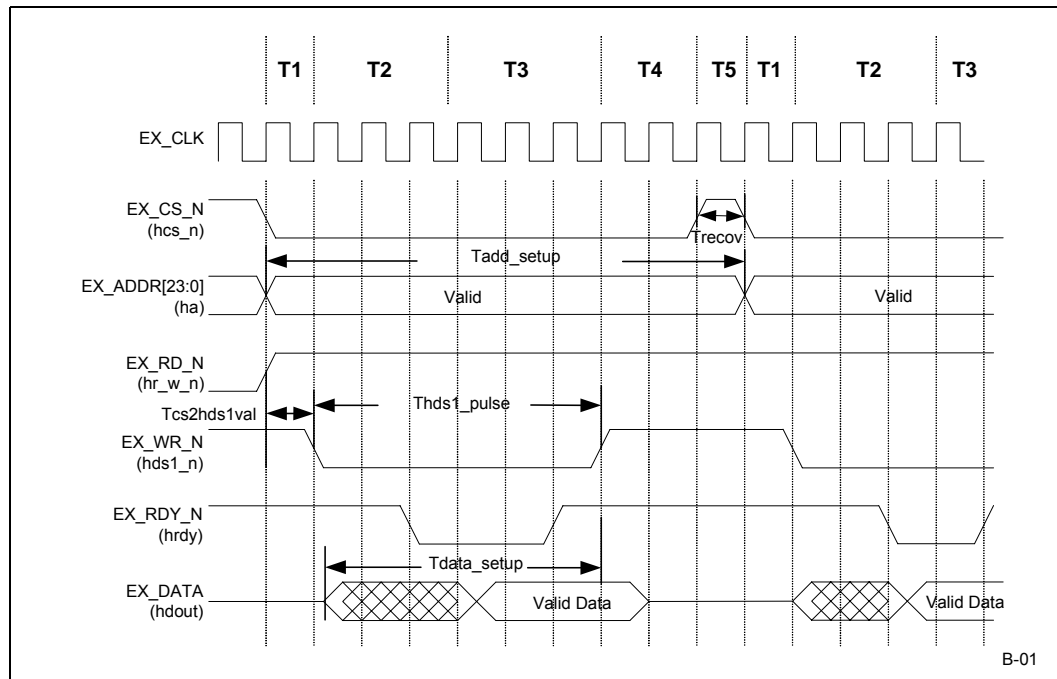 T1 T2 T3 T4 T5 T1 T2 T3
EX_CLK
EX_CS_N
(hcs_n)
Trecov
Tadd_setup
EX_ADDR[23:0]
(ha)
Valid Valid
EX_RD_N
(hr_w_n)
Tcs2hds1val
Thds1_pulse
EX_WR_N
(hds1_n)
EX_RDY_N
(hrdy)
Tdata_setup
EX_DATA
(hdout)
Valid Data Valid Data
B-01